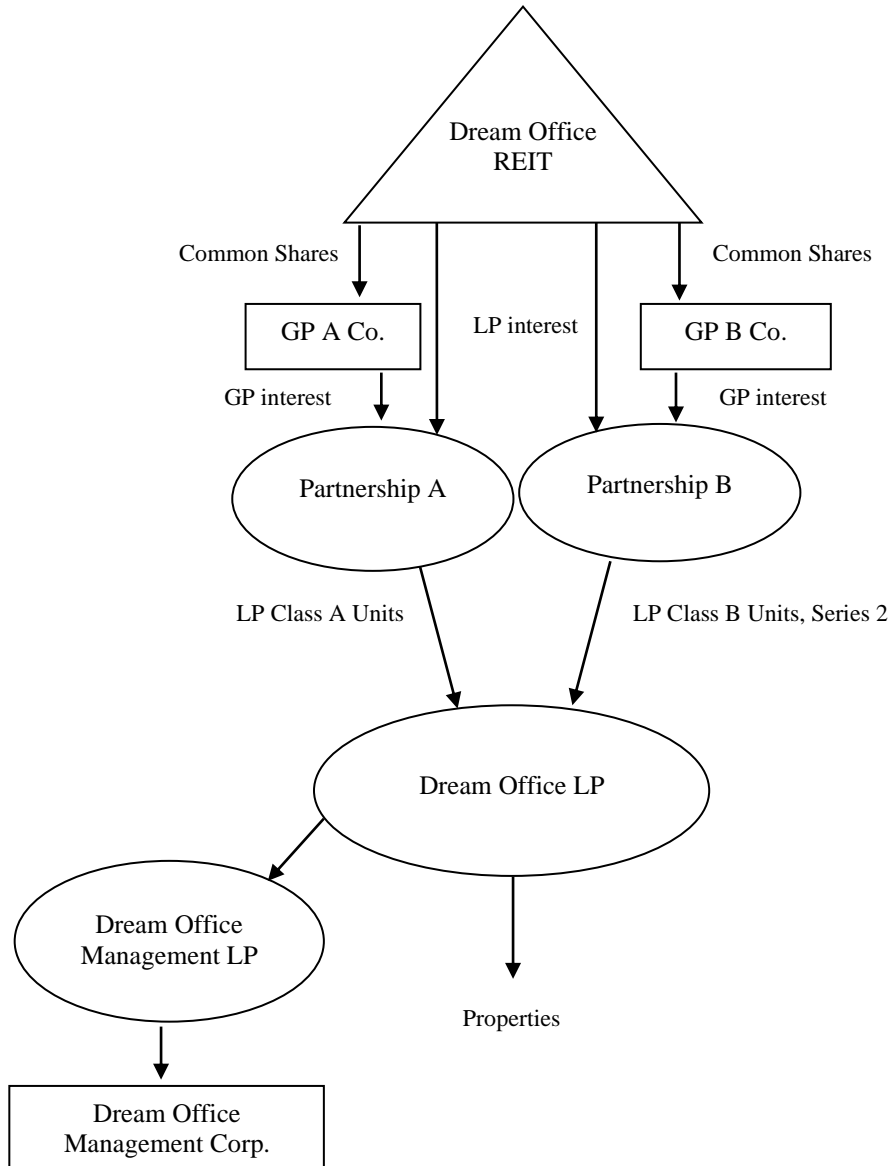 Dream Office
REIT
Common Shares
Common Shares
GP A Co.
LP interest
GP B Co.
GP interest
GP interest
Partnership A
Partnership B
LP Class A Units
LP Class B Units, Series 2
Dream Office LP
Dream Office
Management LP
Properties
Dream Office
Management Corp.